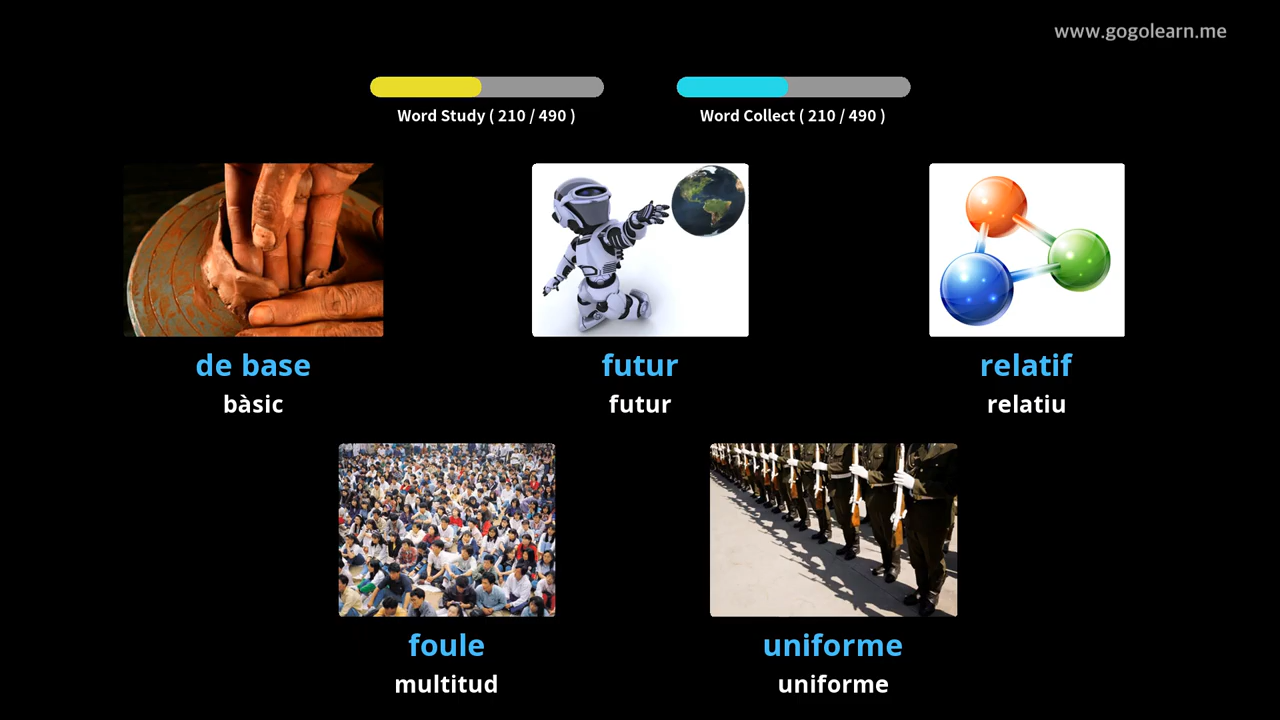 www.gogolearn.me
Word Study ( 210 / 490 )
Word Collect ( 210 / 490 )
de base
bàsic
futur
futur
relatif
relatiu
foule
multitud
uniforme
uniforme